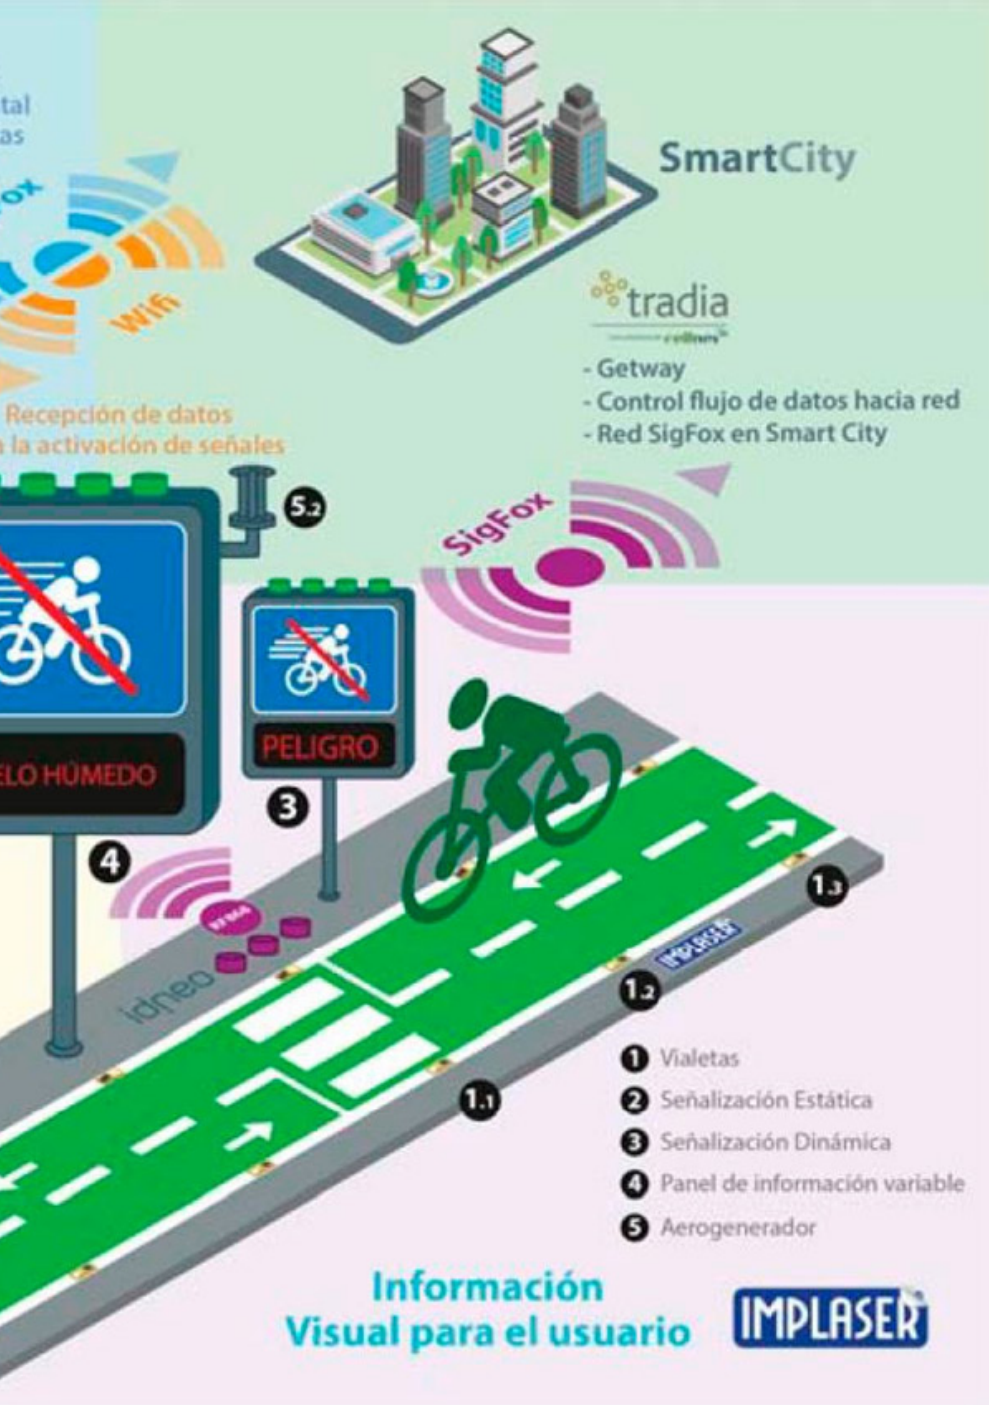 tal
as
ox
Wifi
SmartCity
tradia
cellnex
- Getway
- Control flujo de datos hacia red
- Red SigFox en Smart City
Recepción de datos
la activación de señales
5.2
SigFox
PELIGRO
ELO HÚMEDO
3
4
RF868
idneo
1.3
IMPLASER
1.2
1.1
1 Vialetas
2 Señalización Estática
3 Señalización Dinámica
4 Panel de información variable
5 Aerogenerador
Información
Visual para el usuario
IMPLASER